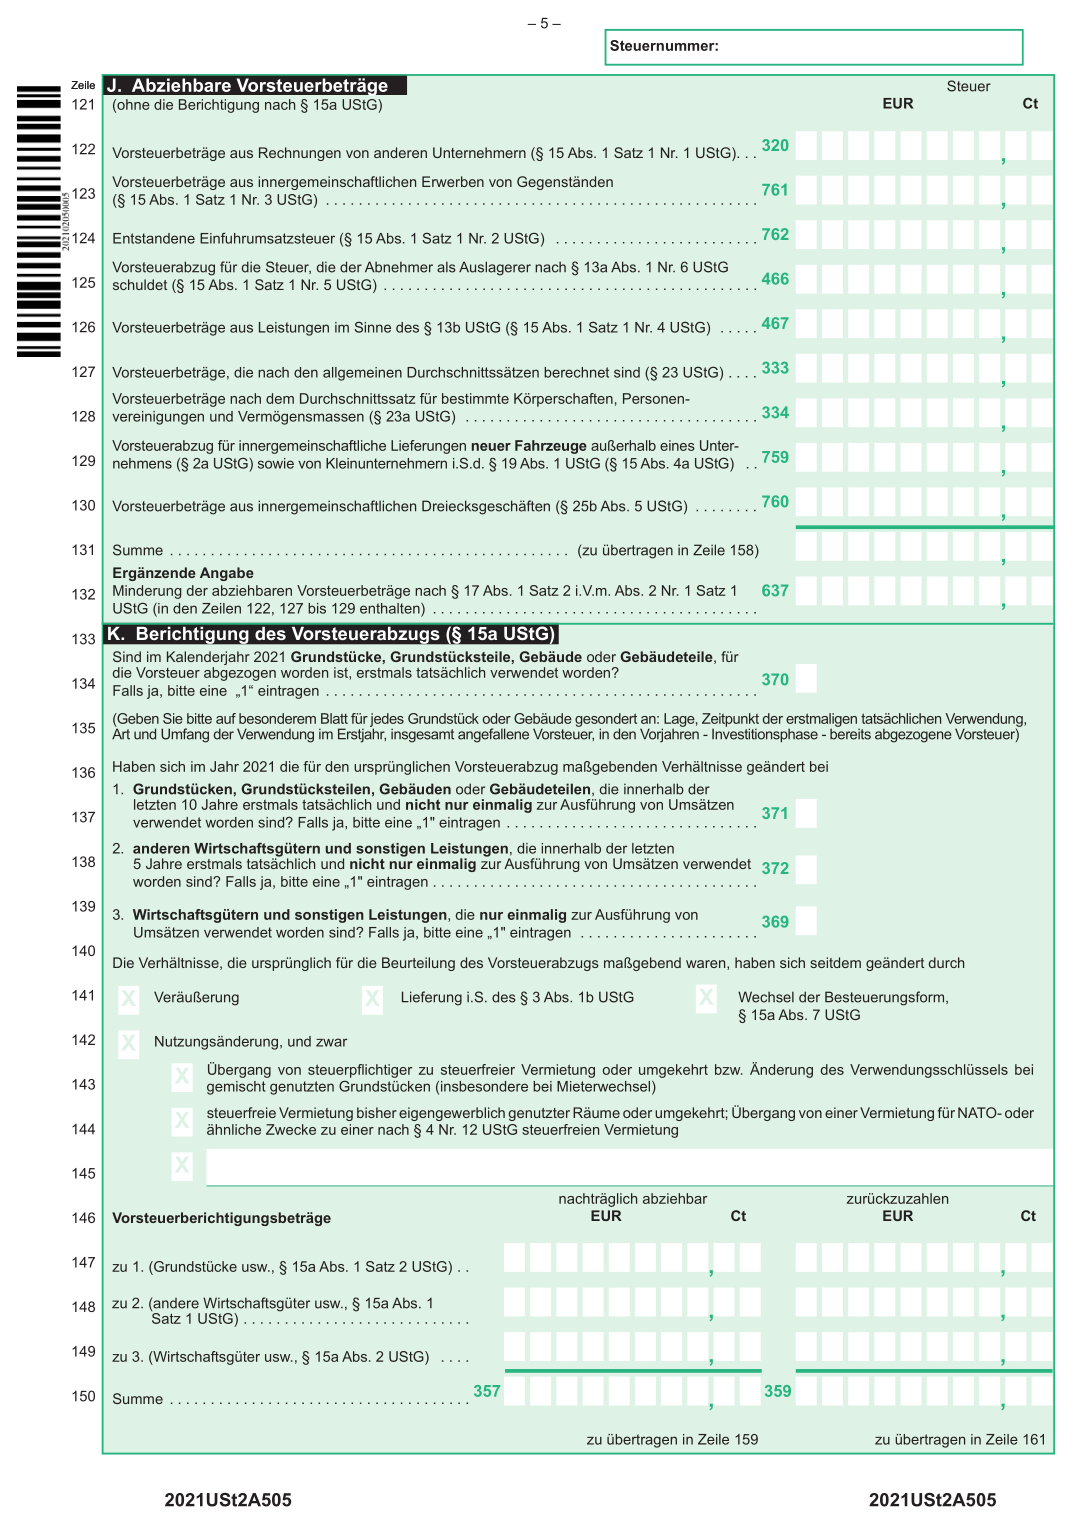 – 5 –
Steuernummer:
Zeile
J. Abziehbare Vorsteuerbeträge
Steuer
121
(ohne die Berichtigung nach § 15a UStG)
EUR
Ct
122
Vorsteuerbeträge aus Rechnungen von anderen Unternehmern (§ 15 Abs. 1 Satz 1 Nr. 1 UStG). . .
320
,
Vorsteuerbeträge aus innergemeinschaftlichen Erwerben von Gegenständen
123
(§ 15 Abs. 1 Satz 1 Nr. 3 UStG)
761
,
202102050005
124
Entstandene Einfuhrumsatzsteuer (§ 15 Abs. 1 Satz 1 Nr. 2 UStG)
762
,
Vorsteuerabzug für die Steuer, die der Abnehmer als Auslagerer nach § 13a Abs. 1 Nr. 6 UStG
125
schuldet (§ 15 Abs. 1 Satz 1 Nr. 5 UStG)
466
,
126
Vorsteuerbeträge aus Leistungen im Sinne des § 13b UStG (§ 15 Abs. 1 Satz 1 Nr. 4 UStG) . . . . .
467
,
127
Vorsteuerbeträge, die nach den allgemeinen Durchschnittssätzen berechnet sind (§ 23 UStG) . . . .
333
,
Vorsteuerbeträge nach dem Durchschnittssatz für bestimmte Körperschaften, Personen-
128
vereinigungen und Vermögensmassen (§ 23a UStG)
334
,
Vorsteuerabzug für innergemeinschaftliche Lieferungen neuer Fahrzeuge außerhalb eines Unter-
129
nehmens (§ 2a UStG) sowie von Kleinunternehmern i.S.d. § 19 Abs. 1 UStG (§ 15 Abs. 4a UStG) . .
759
,
130
Vorsteuerbeträge aus innergemeinschaftlichen Dreiecksgeschäften (§ 25b Abs. 5 UStG) . . . . . . . .
760
,
131
Summe
(zu übertragen in Zeile 158)
,
Ergänzende Angabe
132
Minderung der abziehbaren Vorsteuerbeträge nach § 17 Abs. 1 Satz 2 i.V.m. Abs. 2 Nr. 1 Satz 1
637
UStG (in den Zeilen 122, 127 bis 129 enthalten)
,
133
K. Berichtigung des Vorsteuerabzugs (§ 15a UStG)
Sind im Kalenderjahr 2021 Grundstücke, Grundstücksteile, Gebäude oder Gebäudeteile, für
134
die Vorsteuer abgezogen worden ist, erstmals tatsächlich verwendet worden?
Falls ja, bitte eine „1“ eintragen
370
(Geben Sie bitte auf besonderem Blatt für jedes Grundstück oder Gebäude gesondert an: Lage, Zeitpunkt der erstmaligen tatsächlichen Verwendung,
135
Art und Umfang der Verwendung im Erstjahr, insgesamt angefallene Vorsteuer, in den Vorjahren - Investitionsphase - bereits abgezogene Vorsteuer)
136
Haben sich im Jahr 2021 die für den ursprünglichen Vorsteuerabzug maßgebenden Verhältnisse geändert bei
1. Grundstücken, Grundstücksteilen, Gebäuden oder Gebäudeteilen, die innerhalb der
137
letzten 10 Jahre erstmals tatsächlich und nicht nur einmalig zur Ausführung von Umsätzen
verwendet worden sind? Falls ja, bitte eine „1" eintragen
371
2. anderen Wirtschaftsgütern und sonstigen Leistungen, die innerhalb der letzten
138
5 Jahre erstmals tatsächlich und nicht nur einmalig zur Ausführung von Umsätzen verwendet
worden sind? Falls ja, bitte eine „1" eintragen
372
139
3. Wirtschaftsgütern und sonstigen Leistungen, die nur einmalig zur Ausführung von
Umsätzen verwendet worden sind? Falls ja, bitte eine „1" eintragen
369
140
Die Verhältnisse, die ursprünglich für die Beurteilung des Vorsteuerabzugs maßgebend waren, haben sich seitdem geändert durch
141
X Veräußerung
X Lieferung i.S. des § 3 Abs. 1b UStG
X Wechsel der Besteuerungsform,
§ 15a Abs. 7 UStG
142
X Nutzungsänderung, und zwar
143
X Übergang von steuerpflichtiger zu steuerfreier Vermietung oder umgekehrt bzw. Änderung des Verwendungsschlüssels bei
gemischt genutzten Grundstücken (insbesondere bei Mieterwechsel)
144
X steuerfreie Vermietung bisher eigengewerblich genutzter Räume oder umgekehrt; Übergang von einer Vermietung für NATO- oder
ähnliche Zwecke zu einer nach § 4 Nr. 12 UStG steuerfreien Vermietung
145
X
nachträglich abziehbar
zurückzuzahlen
146
Vorsteuerberichtigungsbeträge
EUR
Ct
EUR
Ct
147
zu 1. (Grundstücke usw., § 15a Abs. 1 Satz 2 UStG) . .
,
,
148
zu 2. (andere Wirtschaftsgüter usw., § 15a Abs. 1
Satz 1 UStG)
,
,
149
zu 3. (Wirtschaftsgüter usw., § 15a Abs. 2 UStG) . . . .
,
,
150
Summe
357
,
359
,
zu übertragen in Zeile 159
zu übertragen in Zeile 161
2021USt2A505
2021USt2A505